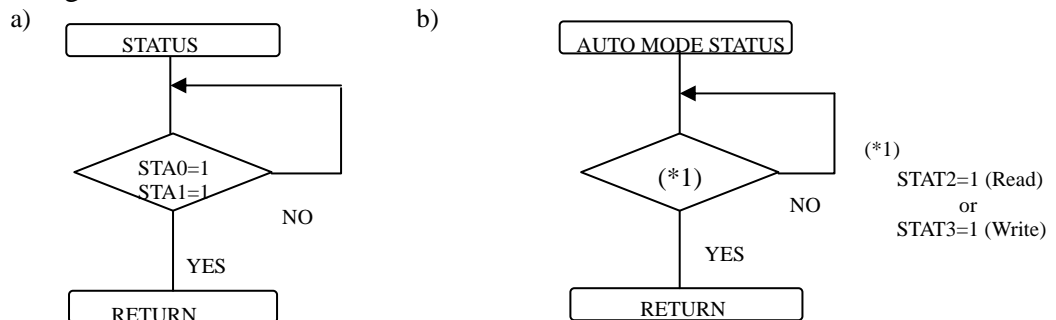 a)
STATUS
STA0=1
STA1=1
NO
YES
RETURN
b)
AUTO MODE STATUS
(*1)
NO
YES
RETURN
(*1)
STAT2=1 (Read)
or
STAT3=1 (Write)